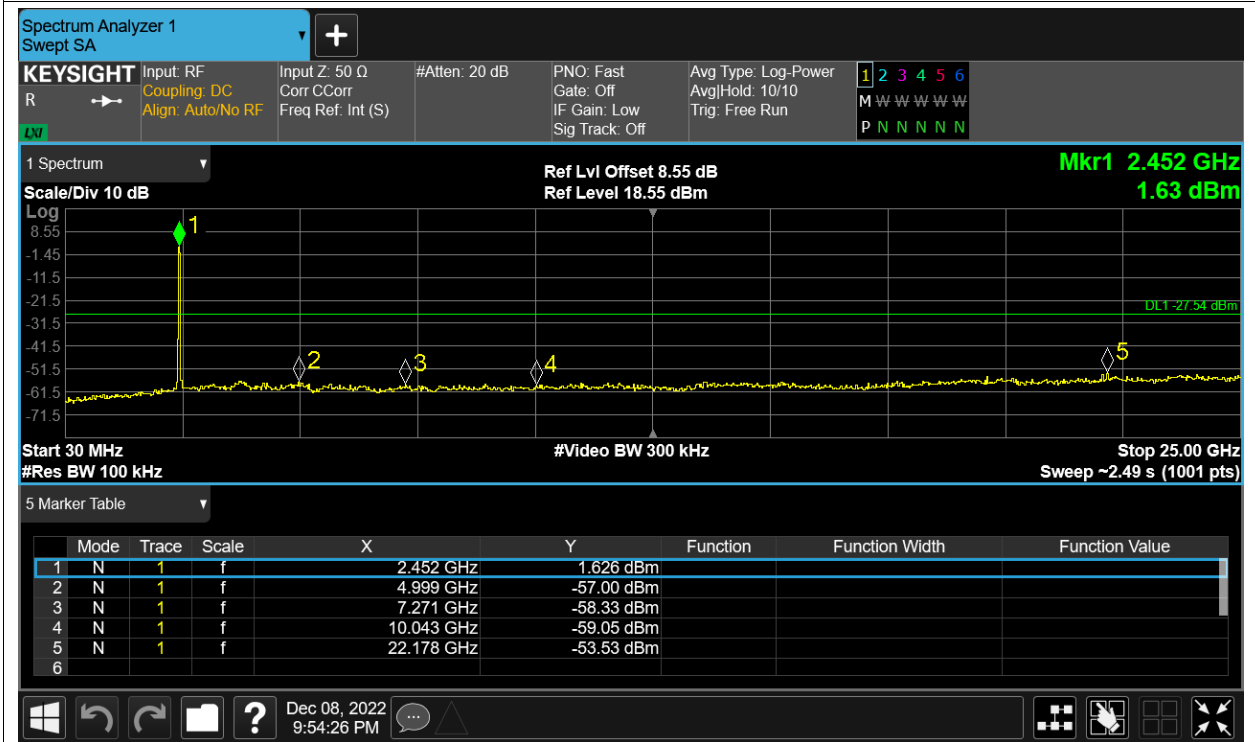 Spectrum Analyzer 1
Swept SA
+
KEYSIGHT
R
LXI
Input: RF
Coupling: DC
Align: Auto/No RF
Input Z: 50 Ω
Corr CCorr
Freq Ref: Int (S)
#Atten: 20 dB
PNO: Fast
Gate: Off
IF Gain: Low
Sig Track: Off
Avg Type: Log-Power
Avg|Hold: 10/10
Trig: Free Run
1 2 3 4 5 6
M W W W W W
P N N N N N
1 Spectrum
Scale/Div 10 dB
Ref Lvl Offset 8.55 dB
Ref Level 18.55 dBm
Mkr1 2.452 GHz
1.63 dBm
Log
8.55
-1.45
-11.5
-21.5
-31.5
-41.5
-51.5
-61.5
-71.5
1
2
3
4
5
DL1 -27.54 dBm
Start 30 MHz
#Res BW 100 kHz
#Video BW 300 kHz
Stop 25.00 GHz
Sweep ~2.49 s (1001 pts)
5 Marker Table
Mode Trace Scale X Y Function Function Width Function Value
1 N 1 f 2.452 GHz 1.626 dBm
2 N 1 f 4.999 GHz -57.00 dBm
3 N 1 f 7.271 GHz -58.33 dBm
4 N 1 f 10.043 GHz -59.05 dBm
5 N 1 f 22.178 GHz -53.53 dBm
6
?
Dec 08, 2022
9:54:26 PM